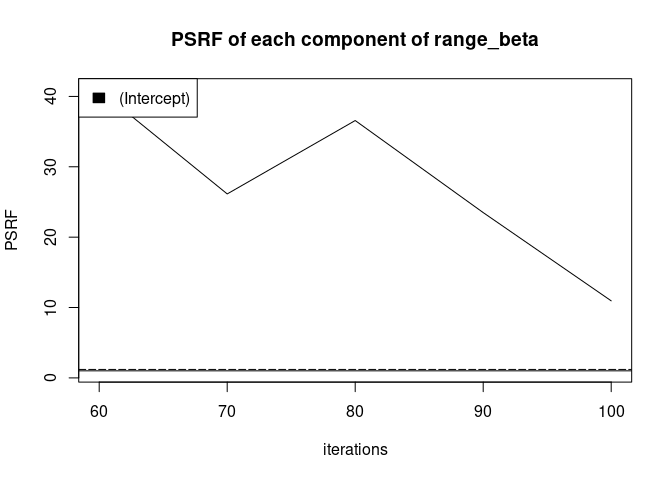 PSRF of each component of range_beta
(Intercept)
PSRF
40
30
20
10
0
60 70 80 90 100
iterations